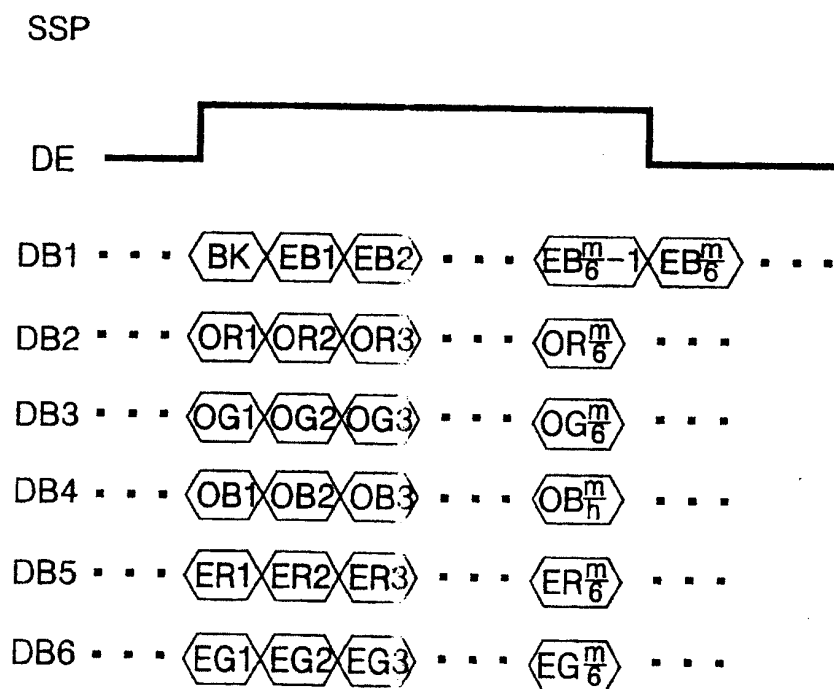 SSP
DE
DB1 ··· BK EB1 EB2 ···· EBm/6-1 EBm/6 ···
DB2 ··· OR1 OR2 OR3 ···· ORm/6 ···
DB3 ··· OG1 OG2 OG3 ···· OGm/6 ···
DB4 ··· OB1 OB2 OB3 ···· OBm/h ···
DB5 ··· ER1 ER2 ER3 ···· ERm/6 ···
DB6 ··· EG1 EG2 EG3 ···· EGm/6 ···